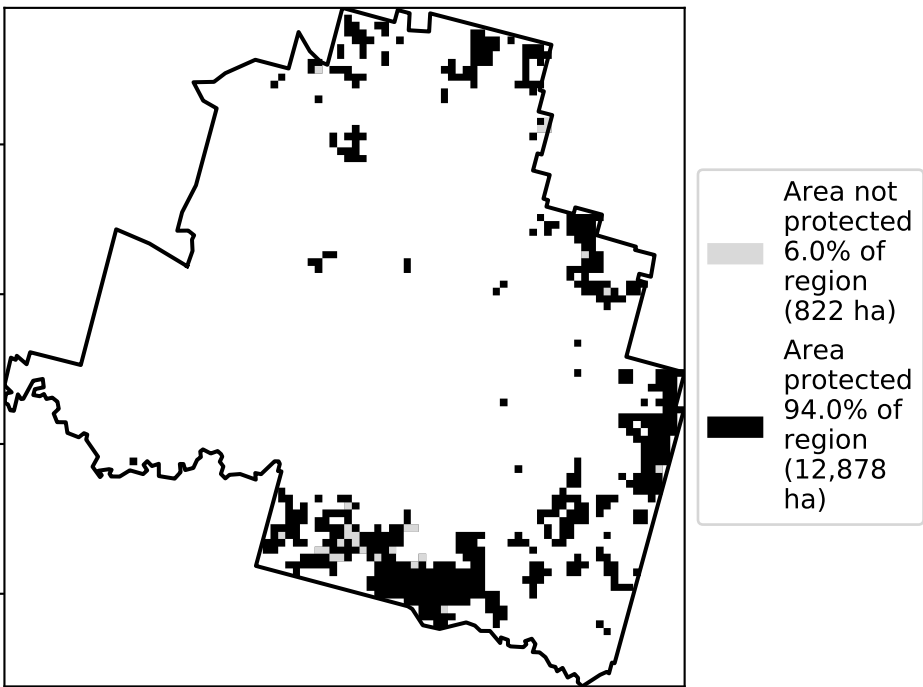 Area not
protected
6.0% of
region
(822 ha)
Area
protected
94.0% of
region
(12,878
ha)